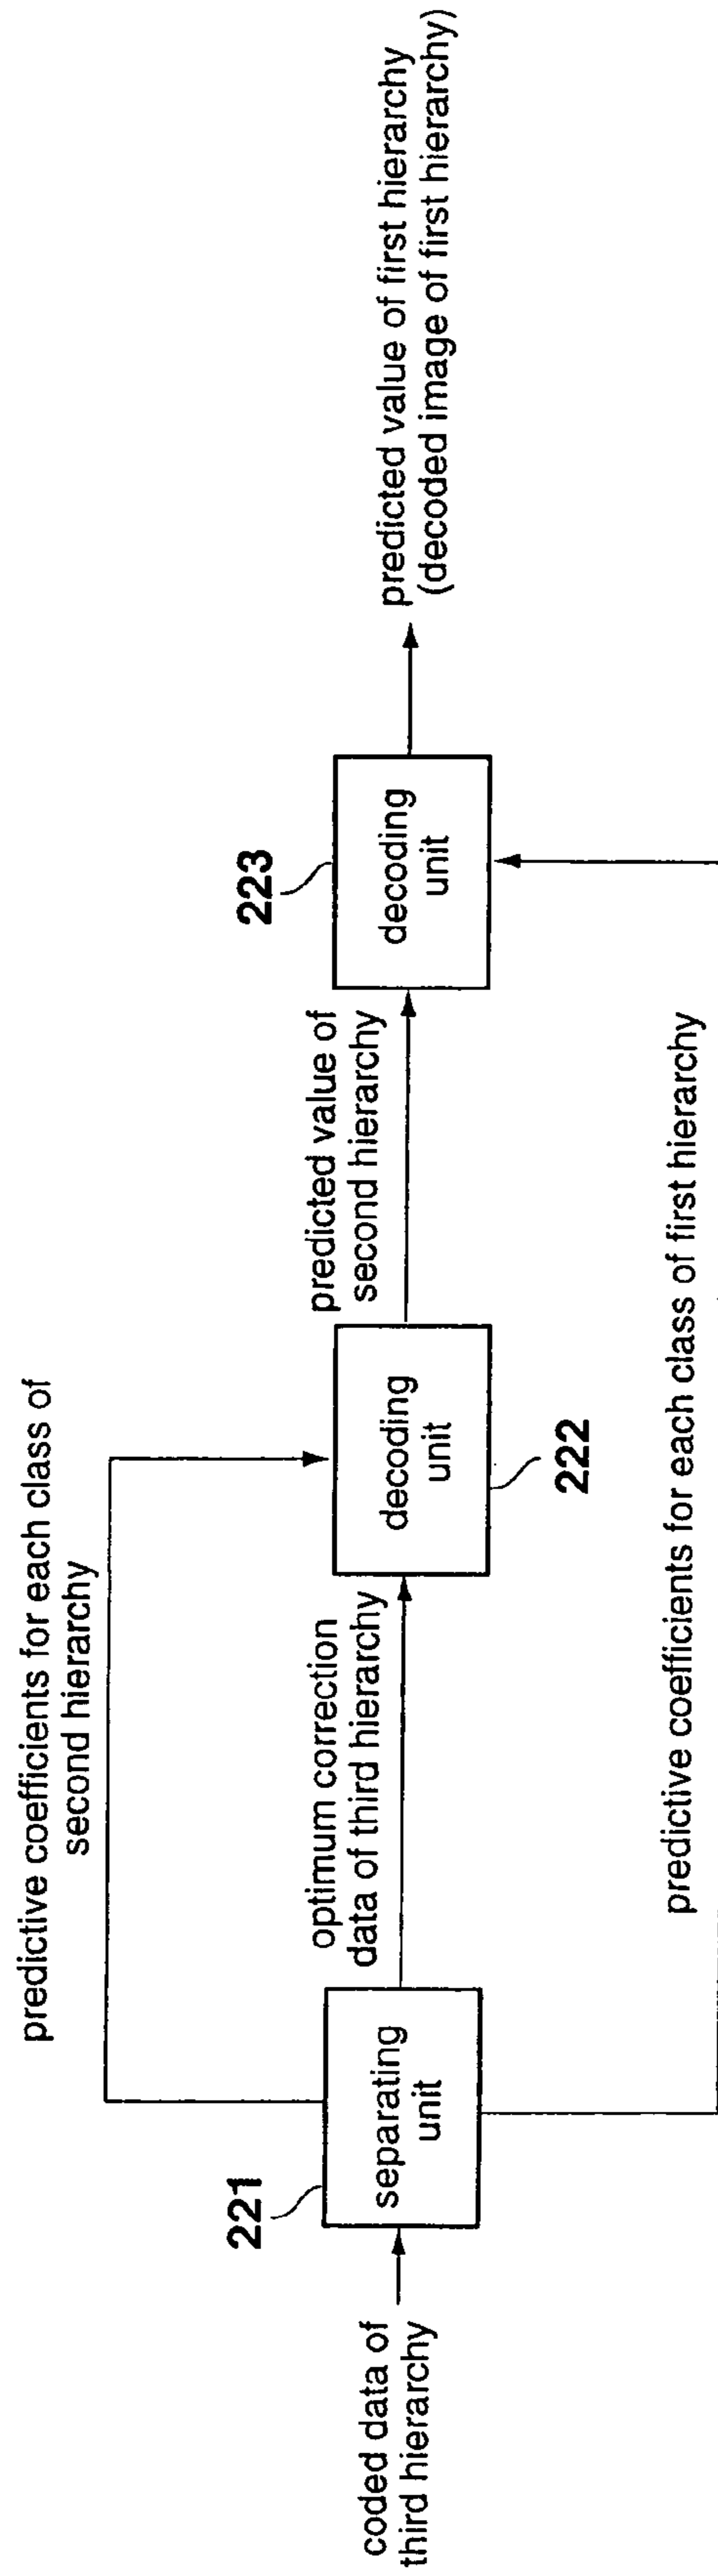 predictive coefficients for each class of
second hierarchy
223
predicted value of first hierarchy
(decoded image of first hierarchy)
221
optimum correction
data of third hierarchy
predicted value of
second hierarchy
coded data of
third hierarchy
separating
unit
decoding
unit
decoding
unit
222
predictive coefficients for each class of first hierarchy